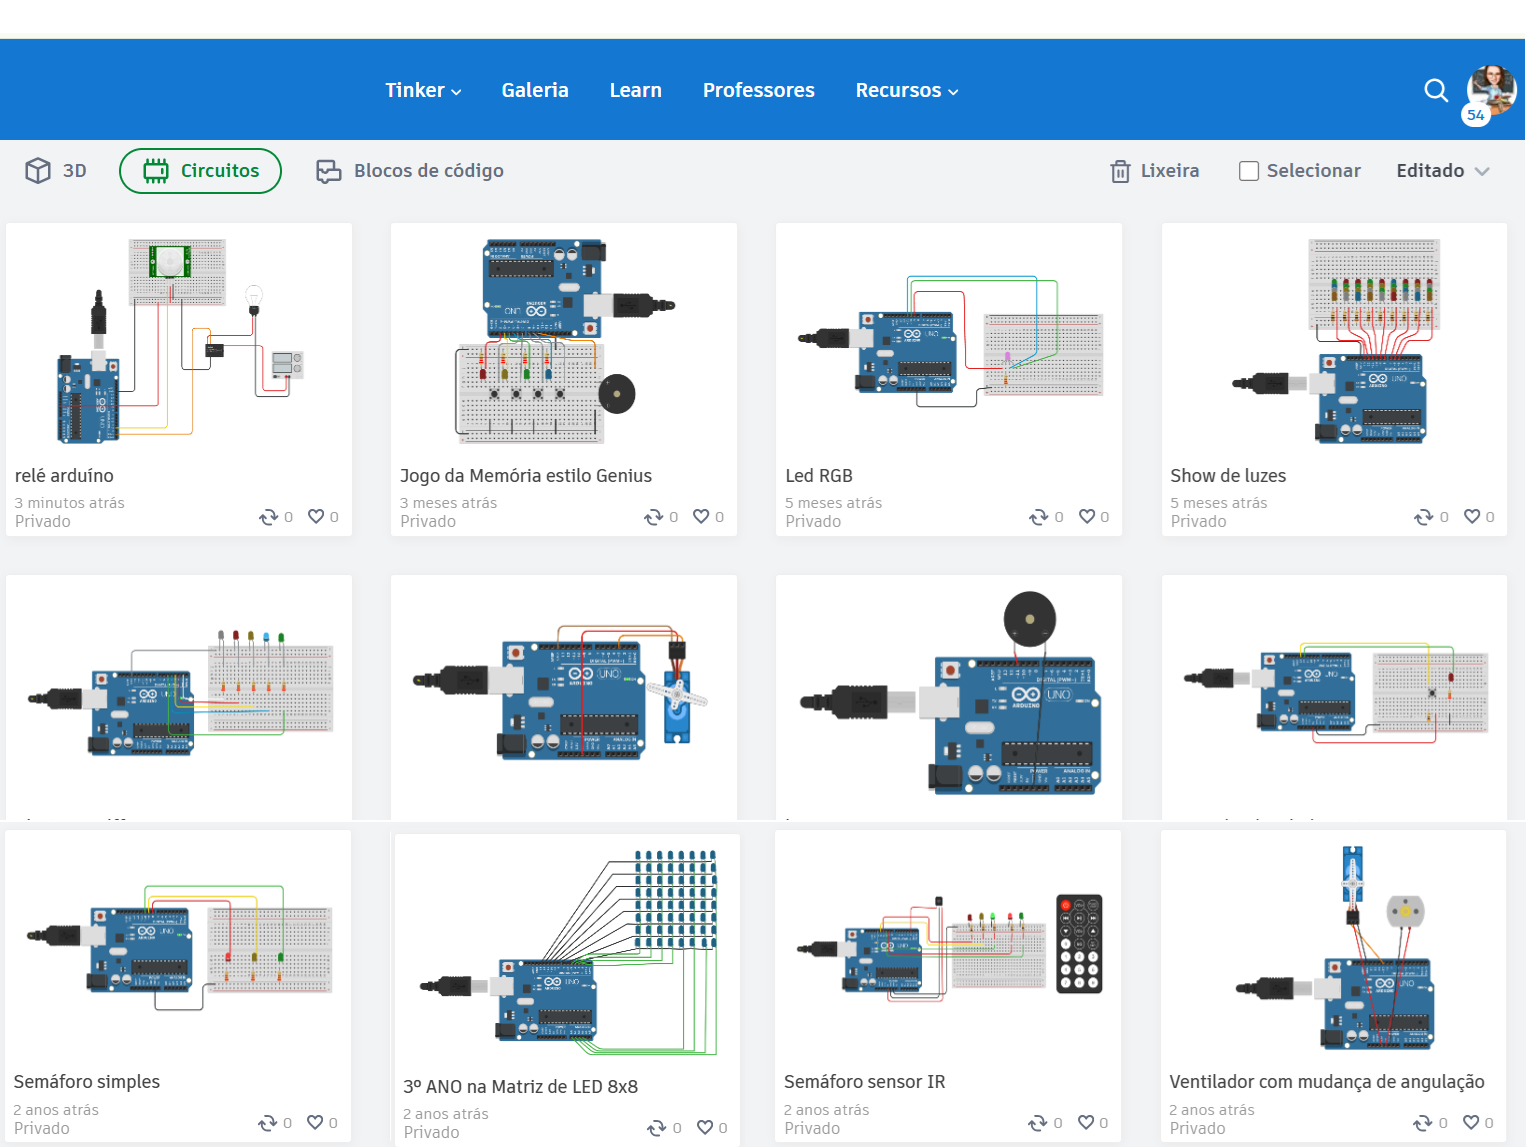 Tinker Galeria Learn Professores Recursos
54
3D Circuitos Blocos de código Lixeira Selecionar Editado
relé arduíno
3 minutos atrás
Privado
0 0
Jogo da Memória estilo Genius
3 meses atrás
Privado
0 0
Led RGB
5 meses atrás
Privado
0 0
Show de luzes
5 meses atrás
Privado
0 0
UNO
ARDUINO
UNO
Semáforo simples
2 anos atrás
Privado
0 0
3º ANO na Matriz de LED 8x8
2 anos atrás
Privado
0 0
Semáforo sensor IR
2 anos atrás
Privado
0 0
Ventilador com mudança de angulação
2 anos atrás
Privado
0 0